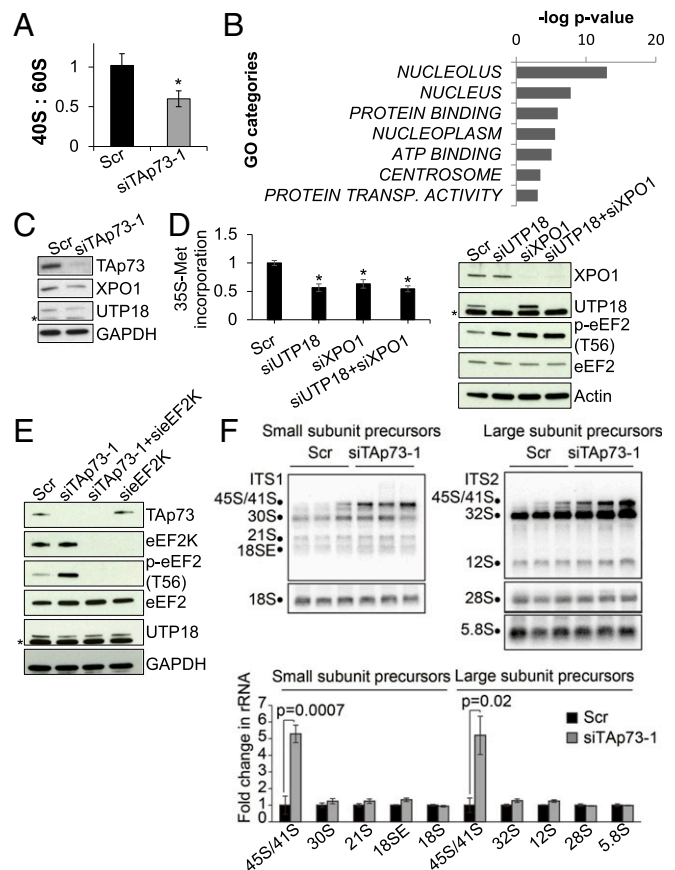 A
40S : 60S
1
0.5
0
*
Scr
siTAp73-1
B
-log p-value
0 10 20
GO categories
NUCLEOLUS
NUCLEUS
PROTEIN BINDING
NUCLEOPLASM
ATP BINDING
CENTROSOME
PROTEIN TRANSP. ACTIVITY
C
Scr
siTAp73-1
TAp73
XPO1
UTP18
*
GAPDH
D
35S-Met
incorporation
1.5
1
0.5
0
* * *
Scr
siUTP18
siXPO1
siUTP18+siXPO1
Scr
siUTP18
siXPO1
siUTP18+siXPO1
XPO1
UTP18
*
p-eEF2
(T56)
eEF2
Actin
E
Scr
siTAp73-1
siTAp73-1+sieEF2K
sieEF2K
TAp73
eEF2K
p-eEF2
(T56)
eEF2
UTP18
*
GAPDH
F
Small subunit precursors
Scr siTAp73-1
ITS1
45S/41S
30S
21S
18SE
18S
Large subunit precursors
Scr siTAp73-1
ITS2
45S/41S
32S
12S
28S
5.8S
Small subunit precursors Large subunit precursors
Fold change in rRNA
7
6
5
4
3
2
1
0
p=0.0007
p=0.02
Scr
siTAp73-1
45S/41S
30S
21S
18SE
18S
45S/41S
32S
12S
28S
5.8S